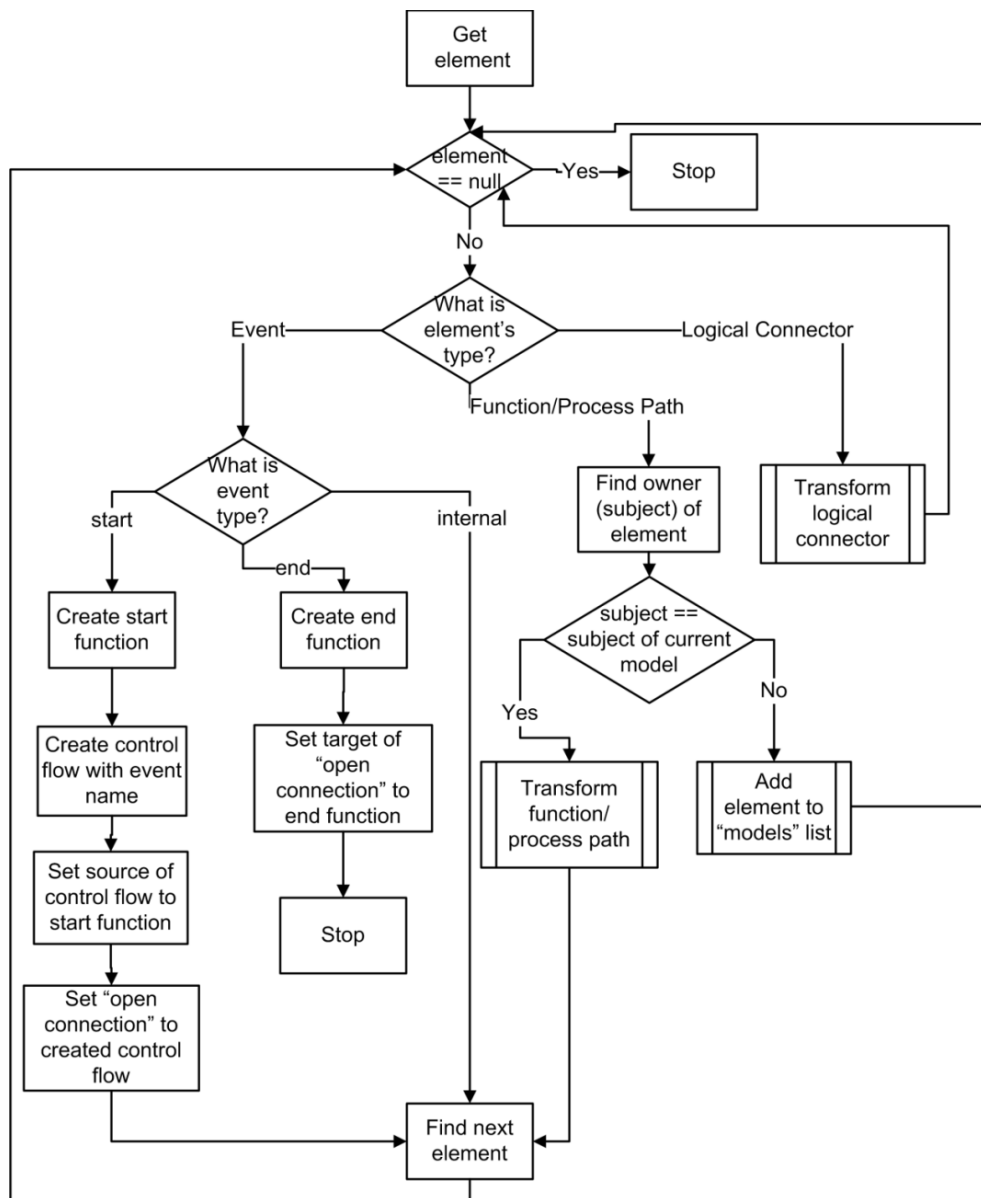 Get
element
element
== null
Yes
Stop
No
What is
element's
type?
Event
Logical Connector
Function/Process Path
What is
event
type?
start
internal
end
Find owner
(subject) of
element
Transform
logical
connector
Create start
function
Create end
function
subject ==
subject of current
model
No
Yes
Create control
flow with event
name
Set target of
“open
connection” to
end function
Transform
function/
process path
Add
element to
“models” list
Set source of
control flow to
start function
Stop
Set “open
connection” to
created control
flow
Find next
element